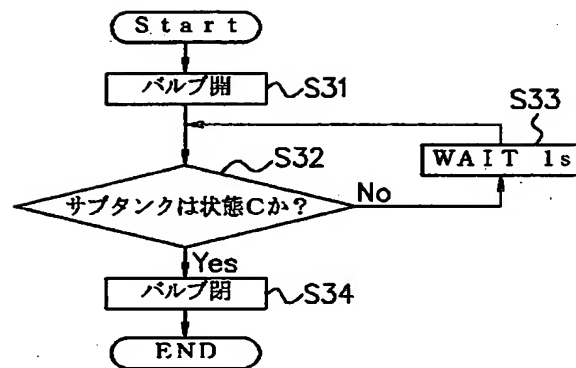 Start
バルブ開
S31
S33
WAIT 1s
S32
サブタンクは状態Cか?
No
Yes
バルブ閉
S34
END